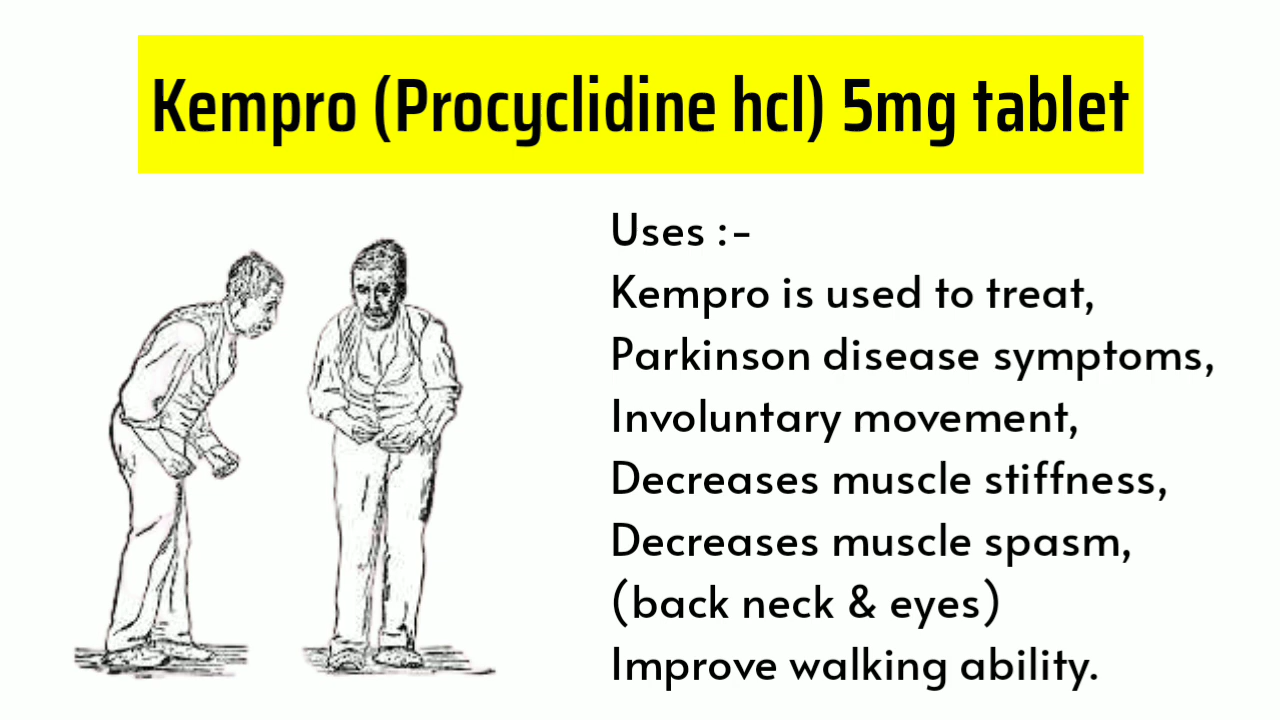 Kempro (Procyclidine hcl) 5mg tablet
Uses :-
Kempro is used to treat,
Parkinson disease symptoms,
Involuntary movement,
Decreases muscle stiffness,
Decreases muscle spasm,
(back neck & eyes)
Improve walking ability.